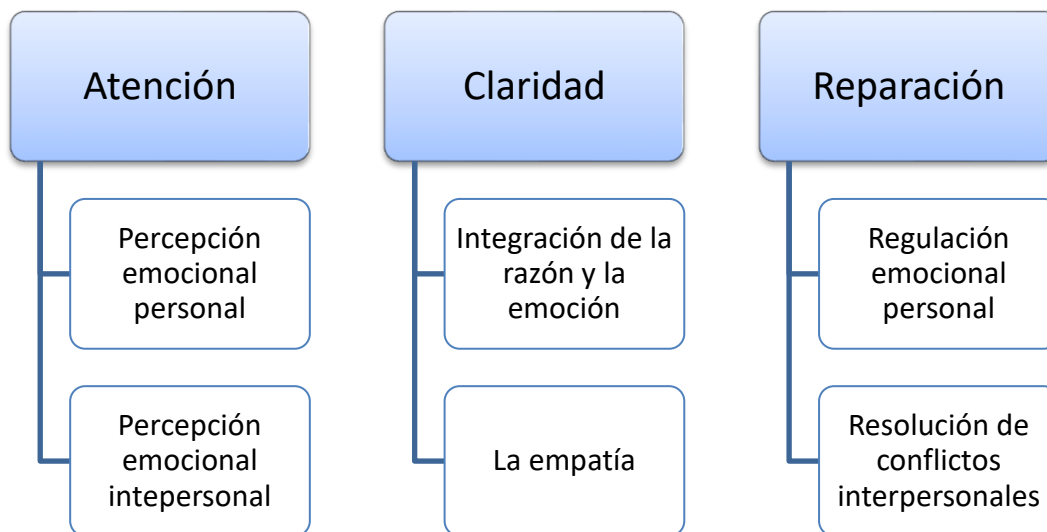 Atención
Percepción
emocional
personal
Percepción
emocional
intepersonal
Claridad
Integración de la
razón y la
emoción
La empatía
Reparación
Regulación
emocional
personal
Resolución de
conflictos
interpersonales